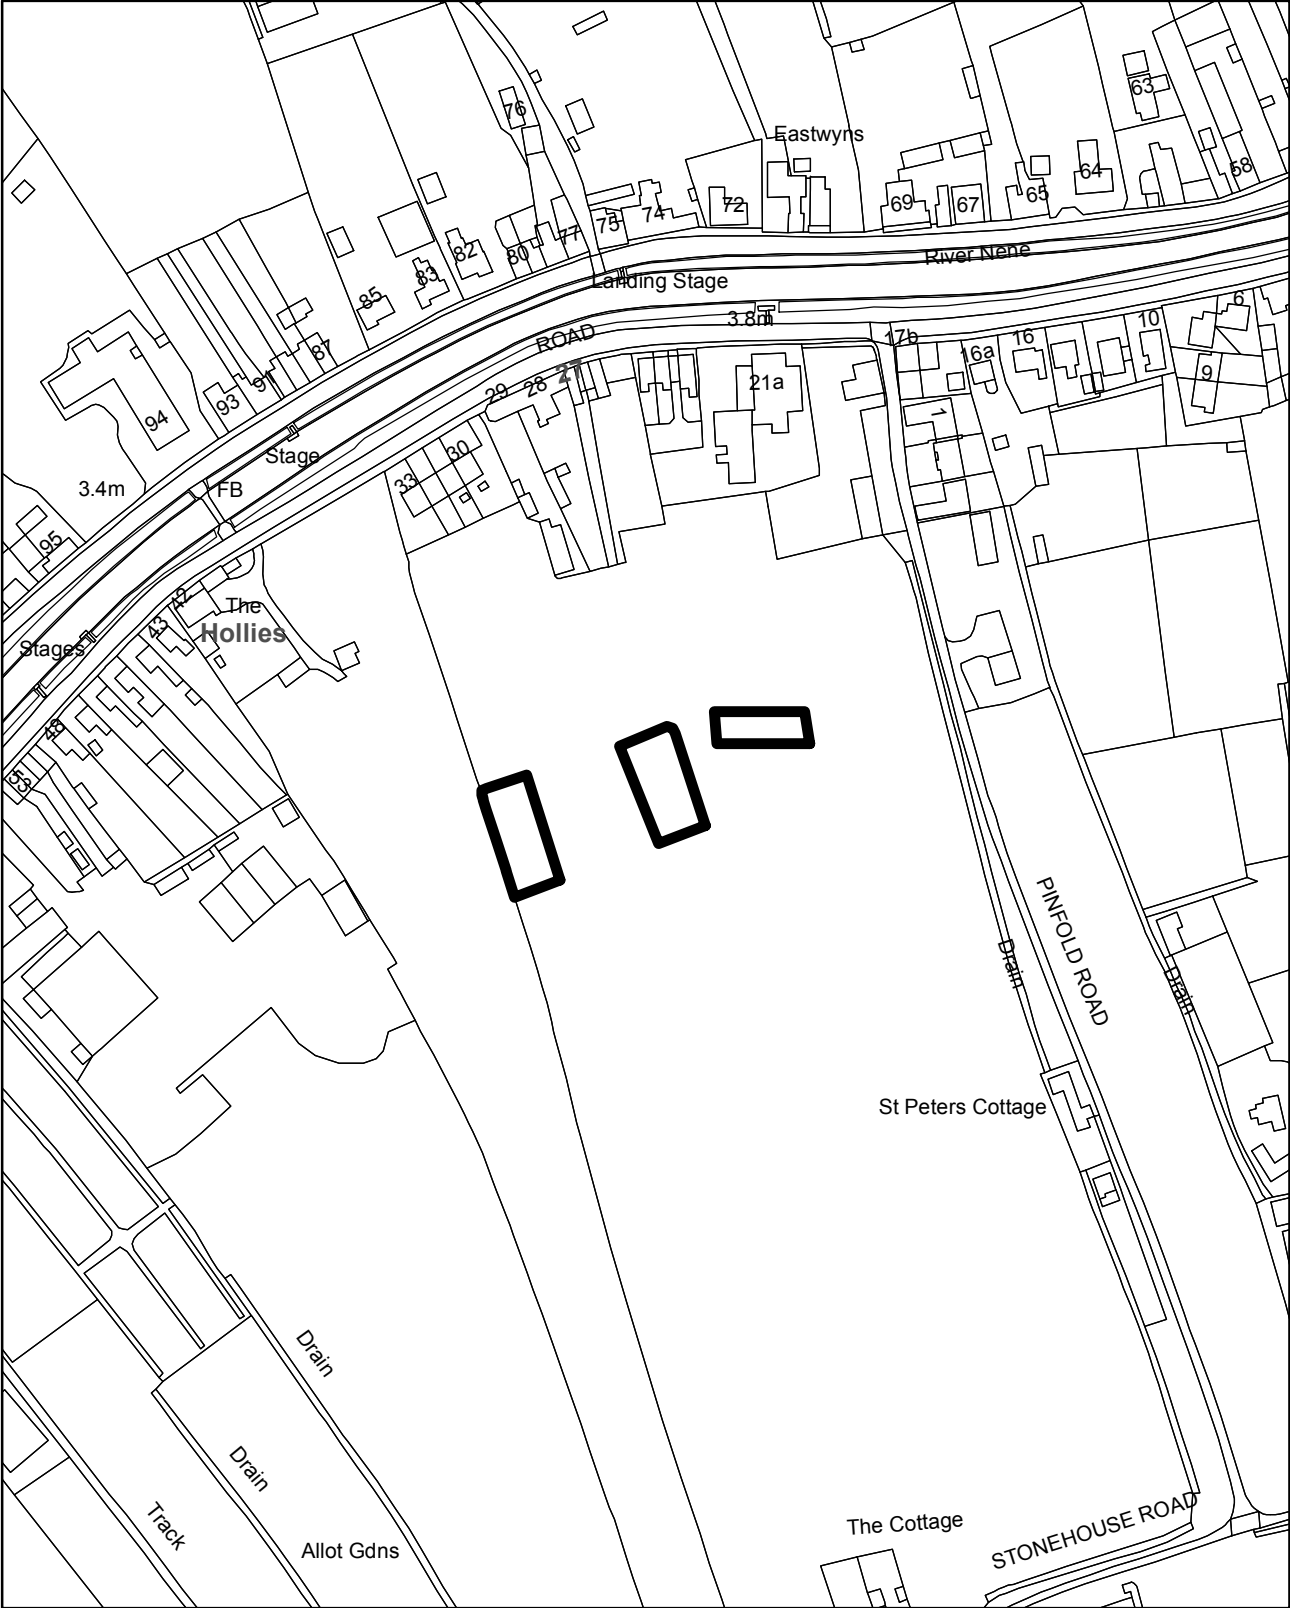 76
63
Eastwyns
58
64
65
67
69
72
74
75
77
80
82
83
85
87
91
93
94
River Nene
Landing Stage
3.8m
ROAD
27
28
29
30
33
21a
17b
16a
16
10
6
9
1
Stage
FB
3.4m
95
42
43
The
Hollies
Stages
48
53
PINFOLD ROAD
Drain
Drain
St Peters Cottage
Drain
Drain
Track
Allot Gdns
The Cottage
STONEHOUSE ROAD